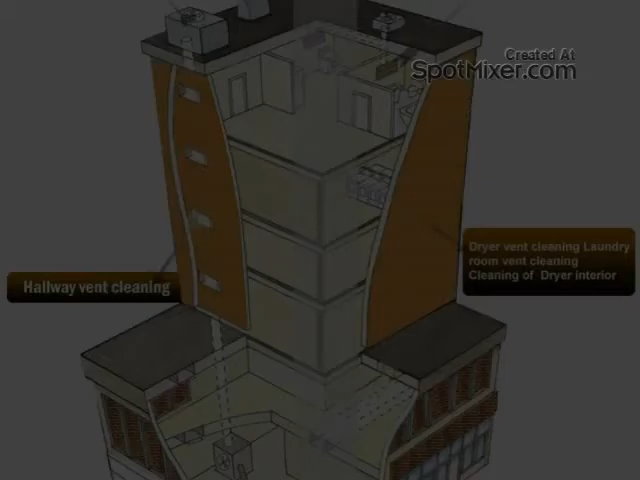 Created At
SpotMixer.com
Dryer vent cleaning Laundry
room vent cleaning
Cleaning of Dryer interior
Hallway vent cleaning